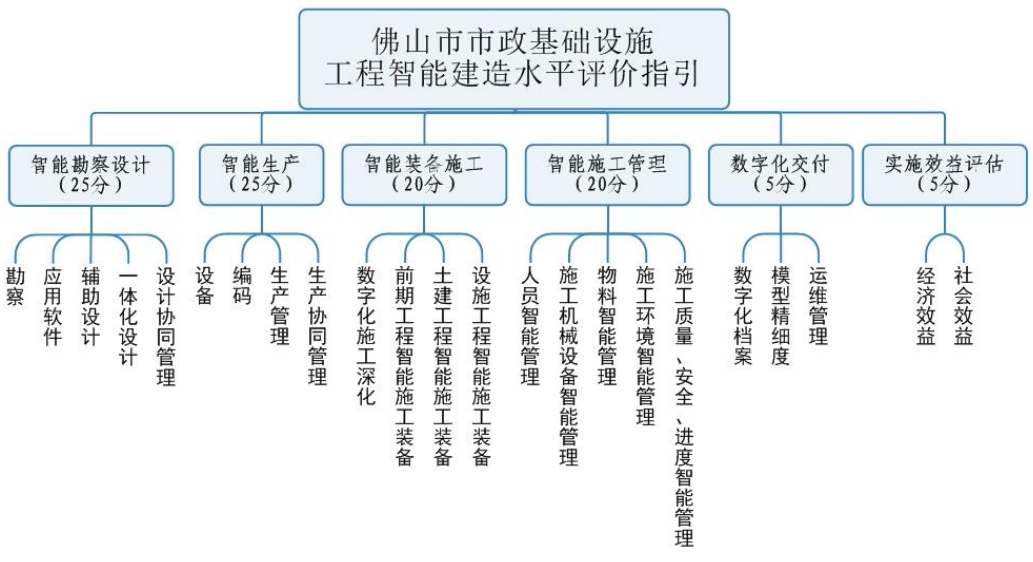 佛山市市政基础设施
工程智能建造水平评价指引
智能勘察设计
（25分）
智能生产
（25分）
智能装备施工
（20分）
智能施工管理
（20分）
数字化交付
（5分）
实施效益评估
（5分）
勘察
应用软件
辅助设计
一体化设计
设计协同管理
设备
编码
生产管理
生产协同管理
数字化施工深化
前期工程智能施工装备
土建工程智能施工装备
设施工程智能施工装备
人员智能管理
施工机械设备智能管理
物料智能管理
施工环境智能管理
施工质量、安全、进度智能管理
数字化档案
模型精细度
运维管理
经济效益
社会效益